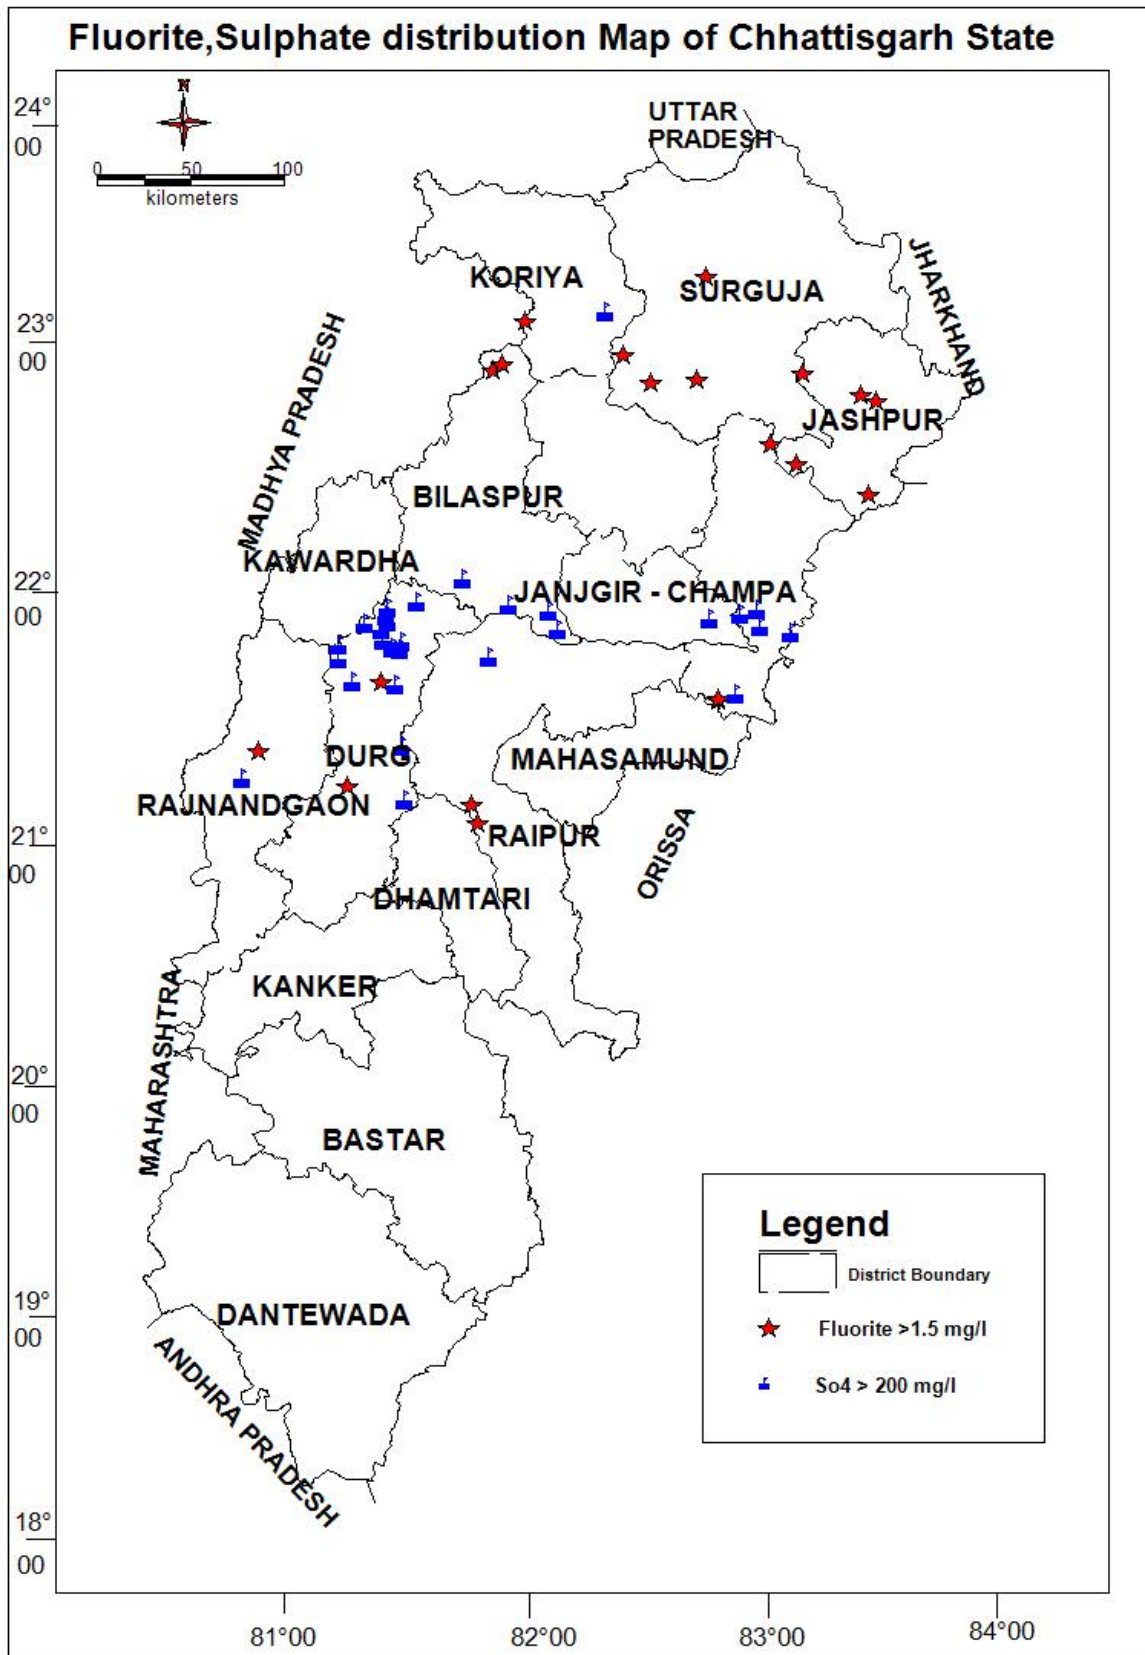 Fluorite,Sulphate distribution Map of Chhattisgarh State
N
0 50 100
kilometers
24°
00
23°
00
22°
00
21°
00
20°
00
19°
00
18°
00
UTTAR
PRADESH
JHARKHAND
KORIYA
SURGUJA
MADHYA PRADESH
JASHPUR
BILASPUR
KAWARDHA
JANJGIR - CHAMPA
DURG
MAHASAMUND
RAJNANDGAON
RAIPUR
ORISSA
DHAMTARI
KANKER
MAHARASHTRA
BASTAR
DANTEWADA
ANDHRA PRADESH
Legend
District Boundary
Fluorite >1.5 mg/l
So4 > 200 mg/l
81°00
82°00
83°00
84°00